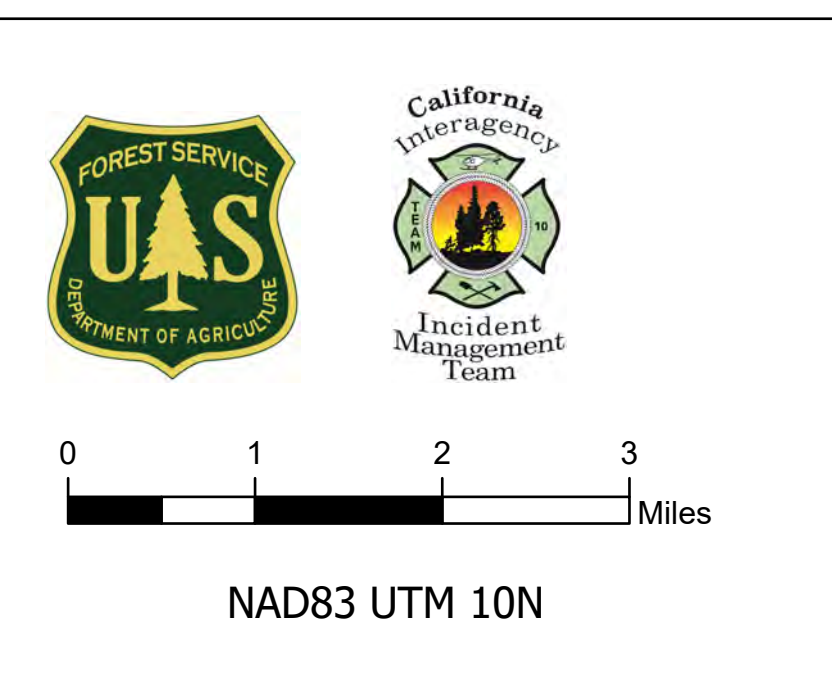 FOREST SERVICE
US
DEPARTMENT OF AGRICULTURE
California
Interagency
TEAM
10
Incident
Management
Team
0 1 2 3
Miles
NAD83 UTM 10N